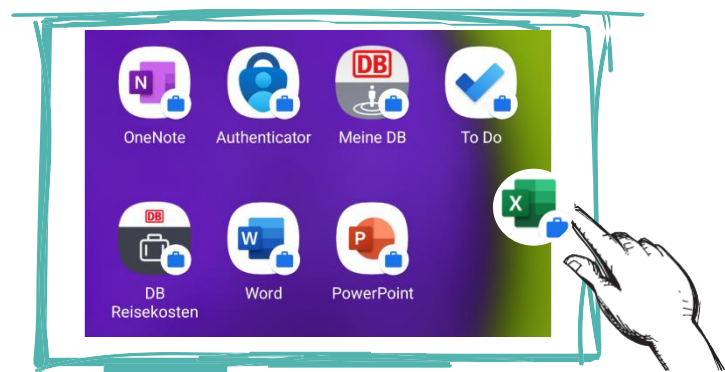 N
DB
OneNote
Authenticator
Meine DB
To Do
X
DB
W
P
DB
Reisekosten
Word
PowerPoint